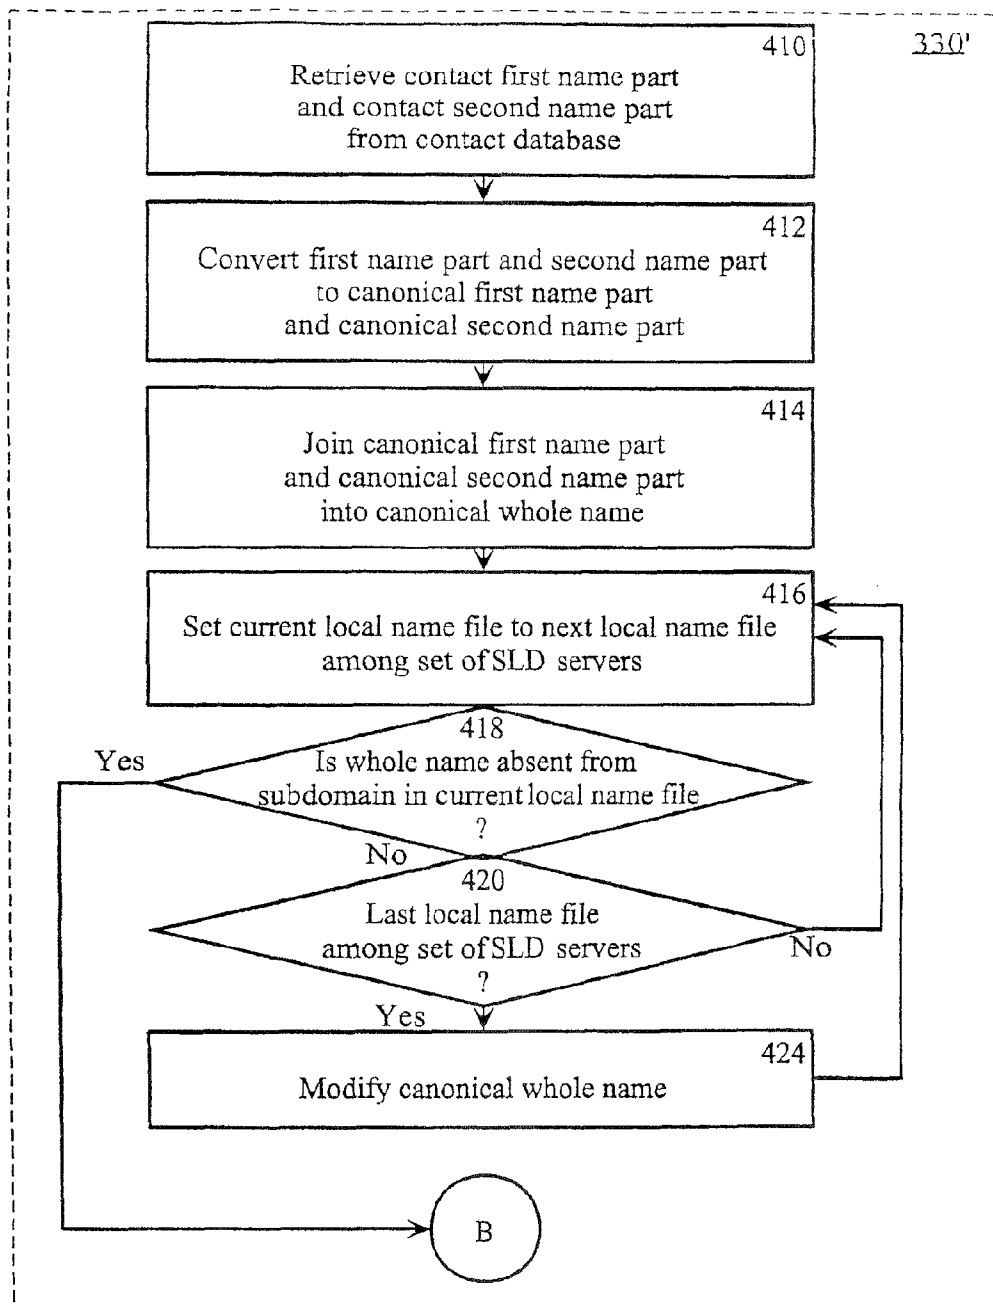 330'
410
Retrieve contact first name part
and contact second name part
from contact database
412
Convert first name part and second name part
to canonical first name part
and canonical second name part
414
Join canonical first name part
and canonical second name part
into canonical whole name
416
Set current local name file to next local name file
among set of SLD servers
418
Yes
Is whole name absent from
subdomain in current local name file
?
No
420
Last local name file
among set of SLD servers
No
?
Yes
424
Modify canonical whole name
B